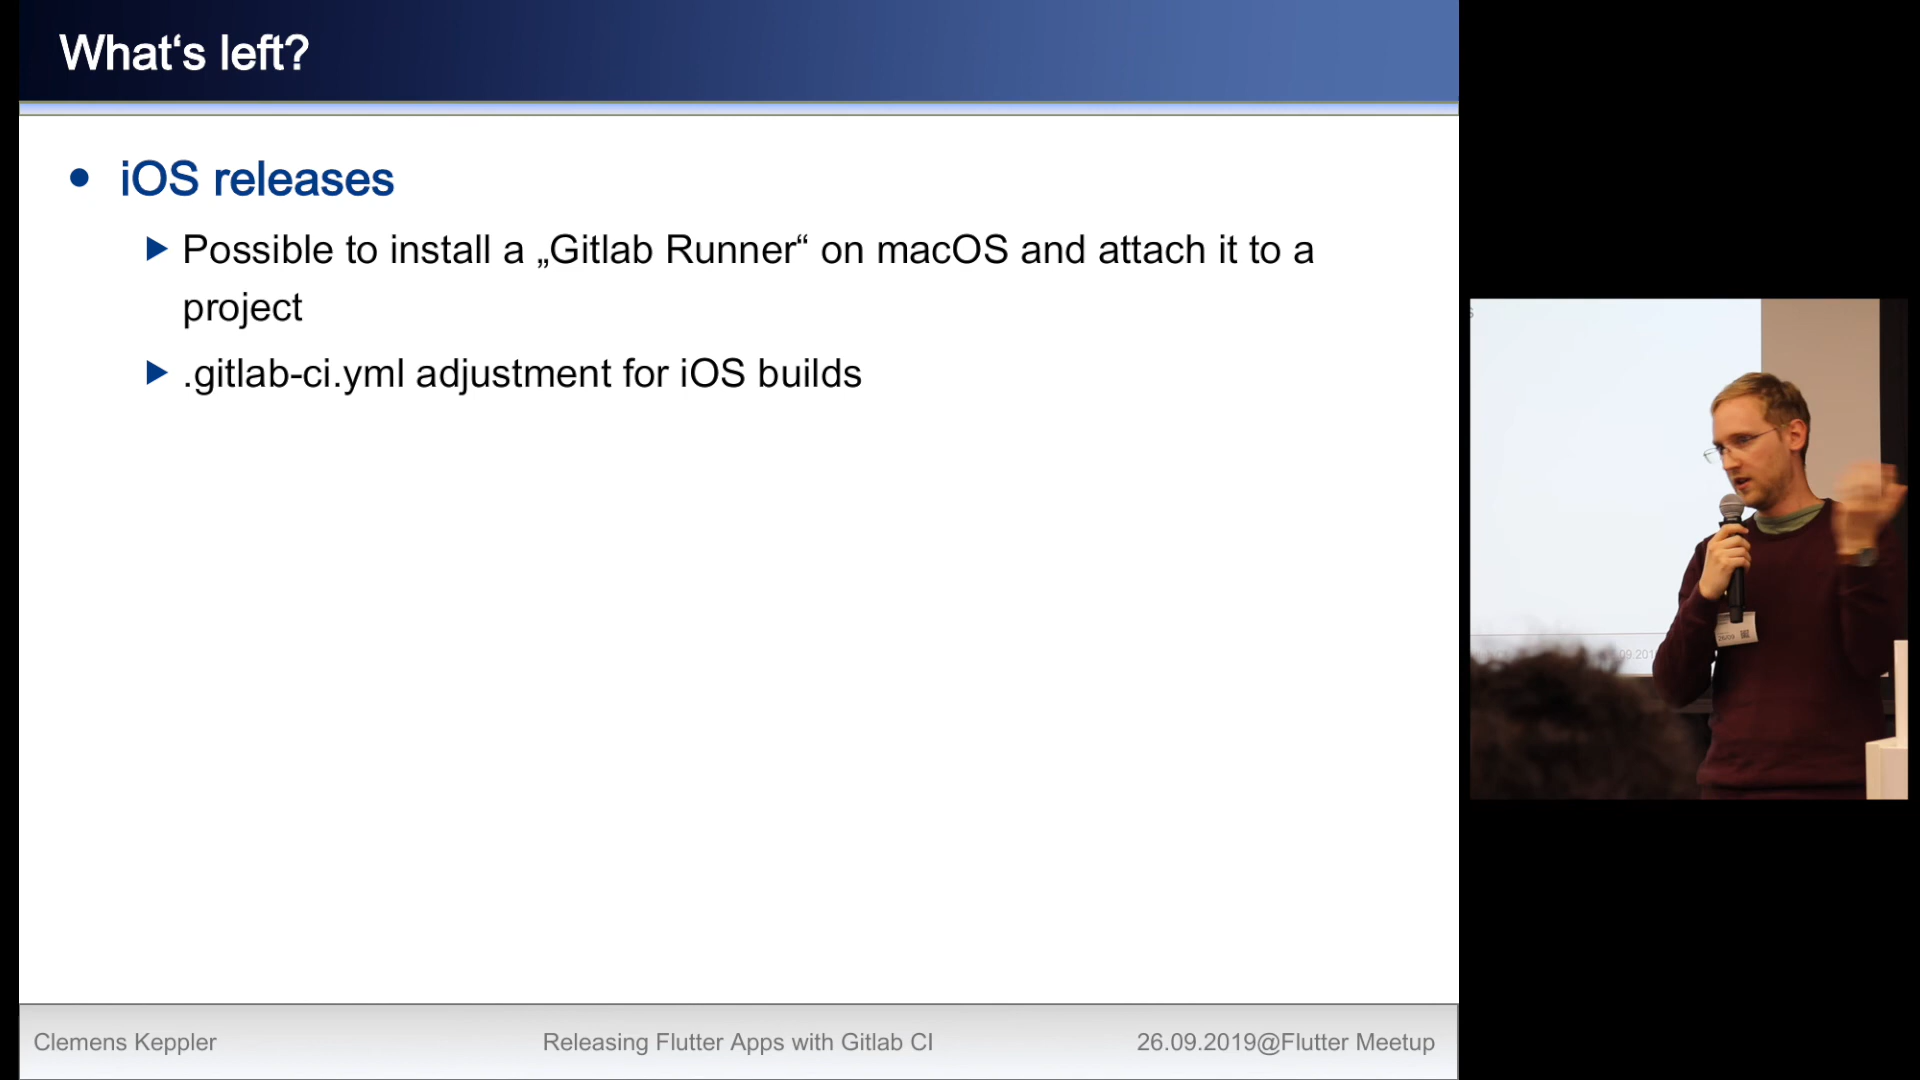 What‘s left?
• iOS releases
Possible to install a „Gitlab Runner“ on macOS and attach it to a
project
.gitlab-ci.yml adjustment for iOS builds
Clemens Keppler
Releasing Flutter Apps with Gitlab CI
26.09.2019@Flutter Meetup